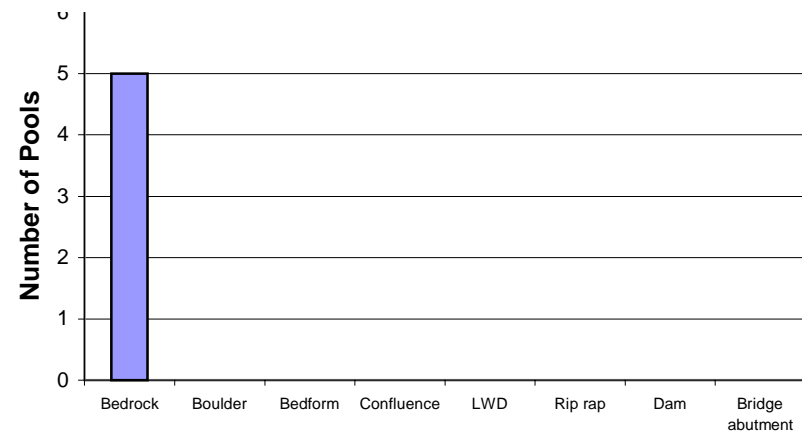 6
5
4
3
2
1
0
Number of Pools
Bedrock Boulder Bedform Confluence LWD Rip rap Dam Bridge
abutment